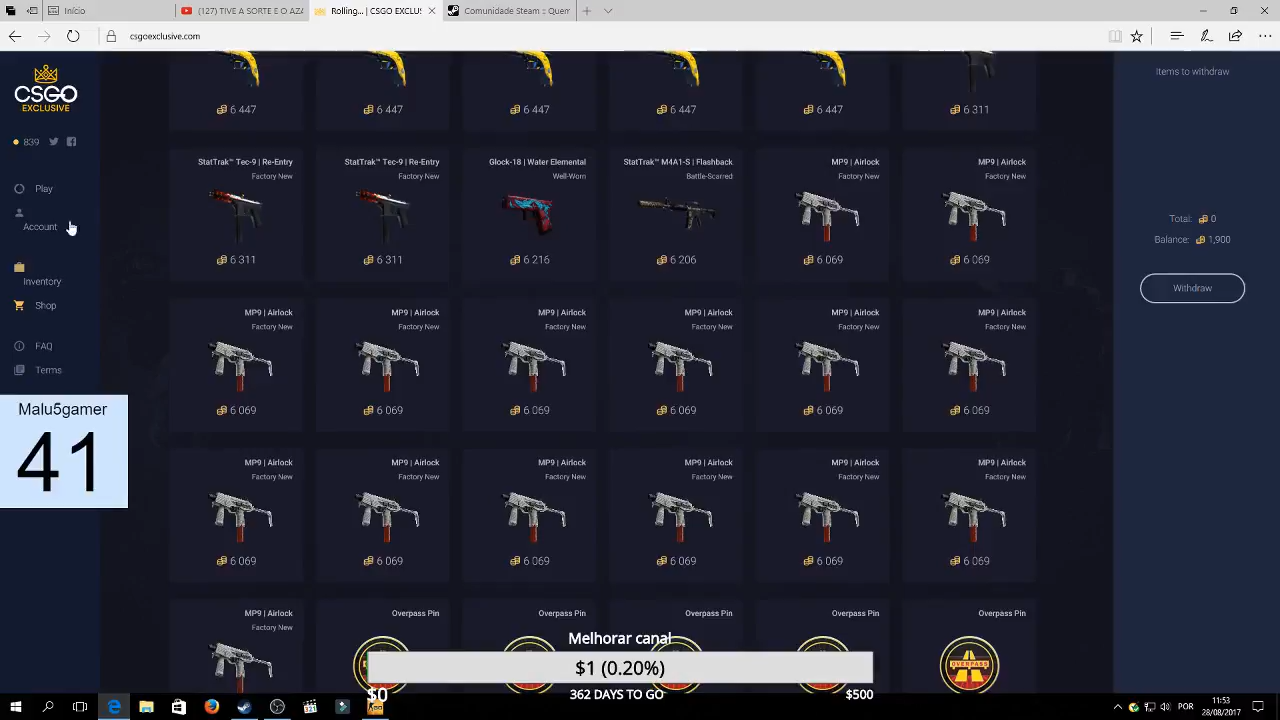 Início
(127) TIVE A SORTE E O AZA
Rolling... | CSGO EXCLUS
Comunidade Steam :: Quem
csgoexclusive.com
CSGO
EXCLUSIVE
839
Play
Account
Inventory
Shop
FAQ
Terms
Malu5gamer
41
6 447
6 447
6 447
6 447
6 447
6 311
StatTrak™ Tec-9 | Re-Entry
Factory New
6 311
StatTrak™ Tec-9 | Re-Entry
Factory New
6 311
Glock-18 | Water Elemental
Well-Worn
6 216
StatTrak™ M4A1-S | Flashback
Battle-Scarred
6 206
MP9 | Airlock
Factory New
6 069
MP9 | Airlock
Factory New
6 069
MP9 | Airlock
Factory New
6 069
MP9 | Airlock
Factory New
6 069
MP9 | Airlock
Factory New
6 069
MP9 | Airlock
Factory New
6 069
MP9 | Airlock
Factory New
6 069
MP9 | Airlock
Factory New
6 069
MP9 | Airlock
Factory New
6 069
MP9 | Airlock
Factory New
6 069
MP9 | Airlock
Factory New
6 069
MP9 | Airlock
Factory New
6 069
MP9 | Airlock
Factory New
6 069
MP9 | Airlock
Factory New
6 069
MP9 | Airlock
Factory New
Overpass Pin
Overpass Pin
Overpass Pin
Overpass Pin
Overpass Pin
OVERPASS
Items to withdraw
Total: 0
Balance: 1,900
Withdraw
Melhorar canal
$1 (0.20%)
$0
362 DAYS TO GO
$500
POR
11:53
28/08/2017